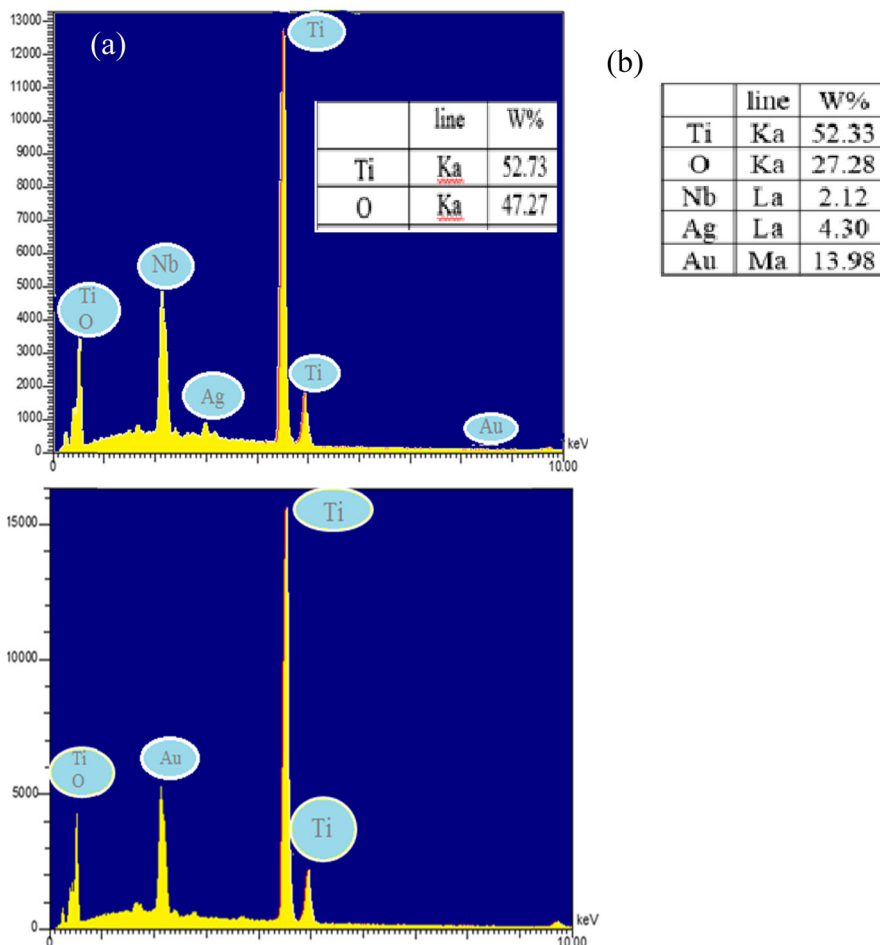 (a)
13000
12000
11000
10000
9000
8000
7000
6000
5000
4000
3000
2000
1000
0
Ti
Nb
Ti
O
Ag
Ti
Au
0
10.00
keV
line W%
Ti Ka 52.73
O Ka 47.27
(b)
line W%
Ti Ka 52.33
O Ka 27.28
Nb La 2.12
Ag La 4.30
Au Ma 13.98
15000
10000
5000
0
Ti
Ti
O
Au
Ti
0
10.00
keV